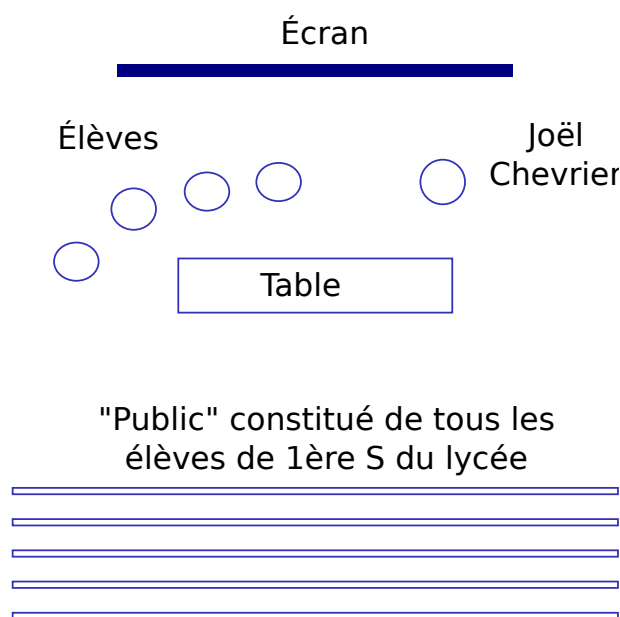 Écran
Élèves
Joël
Chevrier
Table
"Public" constitué de tous les
élèves de 1ère S du lycée